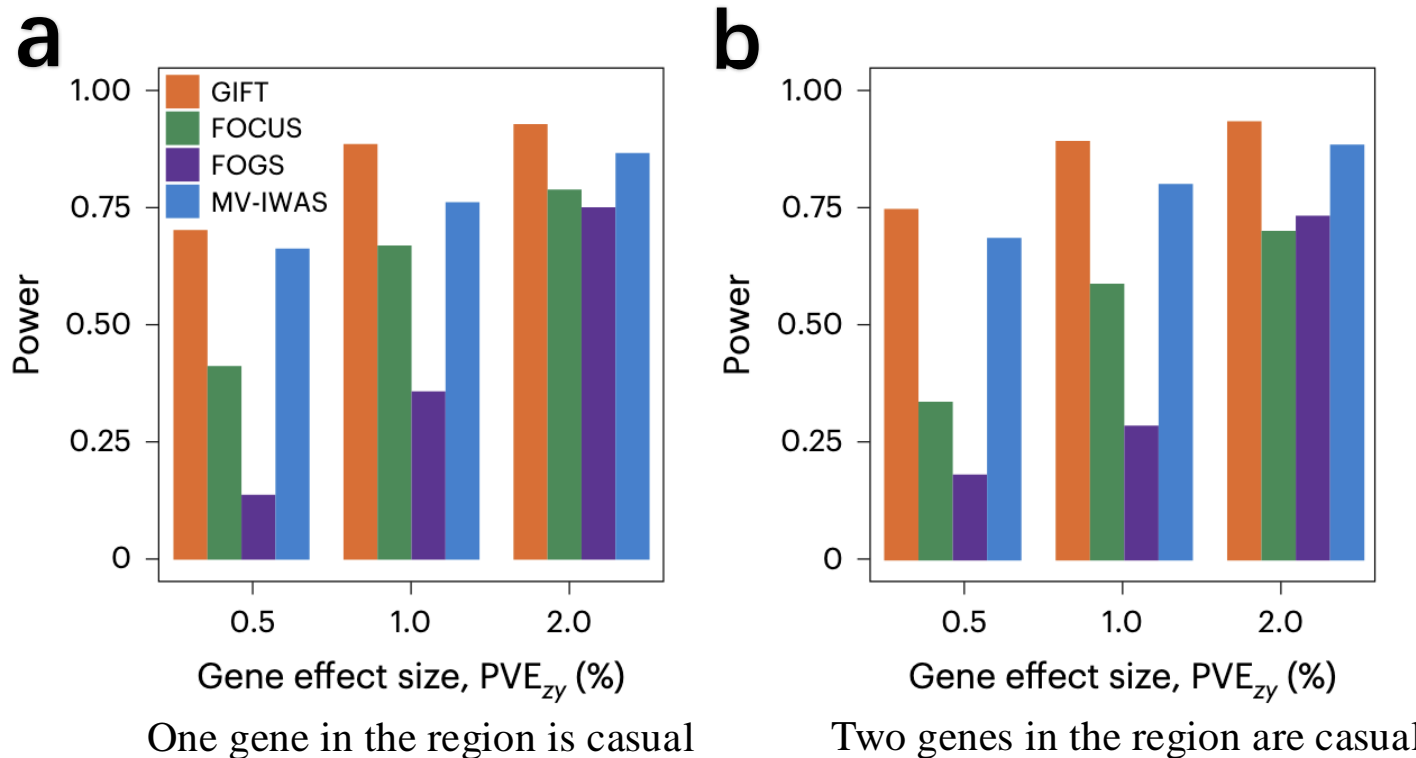 a
1.00
0.75
0.50
0.25
0
Power
GIFT
FOCUS
FOGS
MV-IWAS
0.5 1.0 2.0
Gene effect size, PVEzy (%)
One gene in the region is casual
b
1.00
0.75
0.50
0.25
0
Power
0.5 1.0 2.0
Gene effect size, PVEzy (%)
Two genes in the region are casual